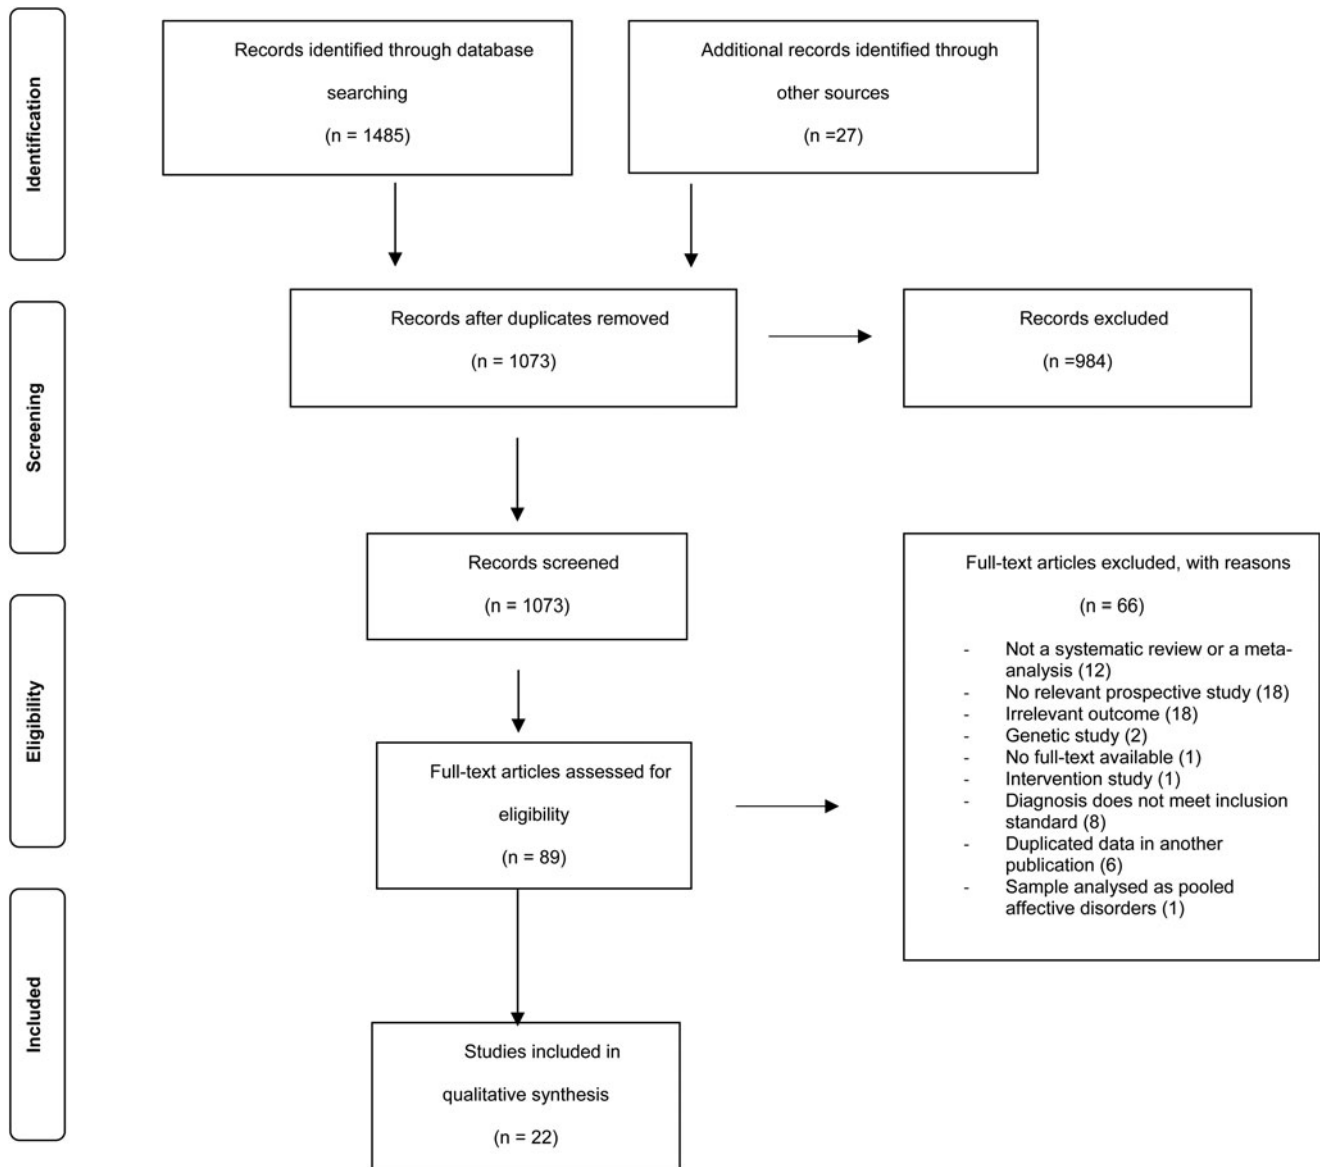 Identification
Records identified through database
searching
(n = 1485)
Additional records identified through
other sources
(n =27)
Screening
Records after duplicates removed
(n = 1073)
Records excluded
(n =984)
Records screened
(n = 1073)
Eligibility
Full-text articles assessed for
eligibility
(n = 89)
Full-text articles excluded, with reasons
(n = 66)
- Not a systematic review or a meta-
analysis (12)
- No relevant prospective study (18)
- Irrelevant outcome (18)
- Genetic study (2)
- No full-text available (1)
- Intervention study (1)
- Diagnosis does not meet inclusion
standard (8)
- Duplicated data in another
publication (6)
- Sample analysed as pooled
affective disorders (1)
Included
Studies included in
qualitative synthesis
(n = 22)